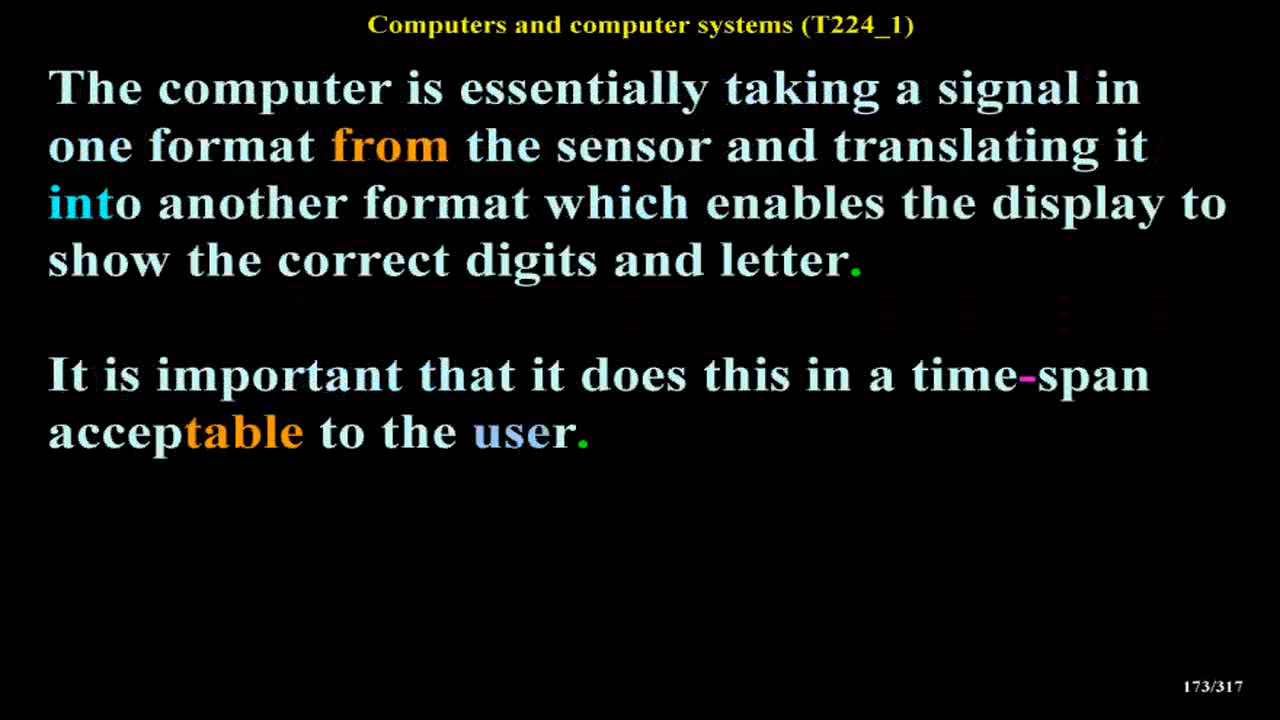 Computers and computer systems (T224_1)
The computer is essentially taking a signal in
one format from the sensor and translating it
into another format which enables the display to
show the correct digits and letter.
It is important that it does this in a time-span
acceptable to the user.
173/317